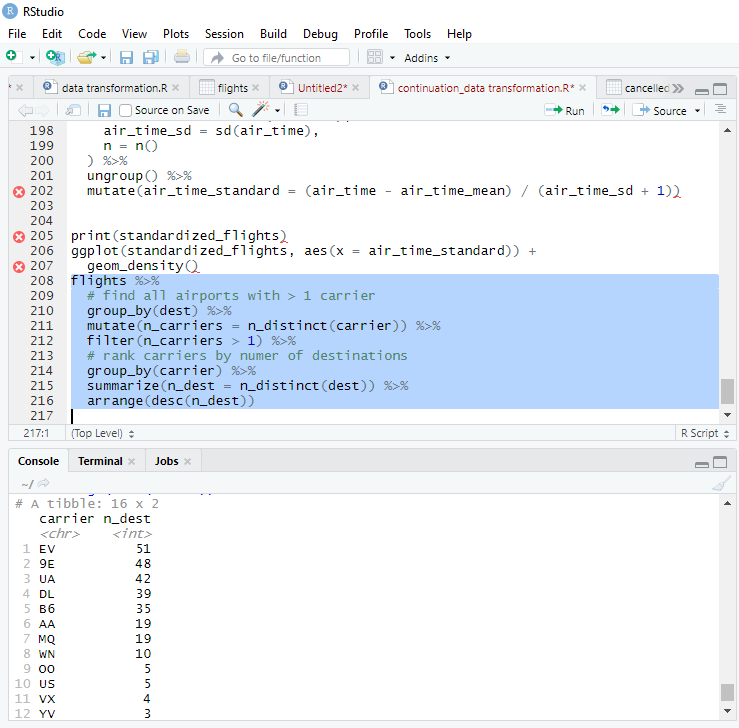 RStudio
File Edit Code View Plots Session Build Debug Profile Tools Help
Go to file/function Addins
data transformation.R flights Untitled2* continuation_data transformation.R* cancelled
Source on Save Run Source
198 air_time_sd = sd(air_time),
199 n = n()
200 ) %>%
201 ungroup() %>%
202 mutate(air_time_standard = (air_time - air_time_mean) / (air_time_sd + 1))
203
204
205 print(standardized_flights)
206 ggplot(standardized_flights, aes(x = air_time_standard)) +
207 geom_density()
208 flights %>%
209 # find all airports with > 1 carrier
210 group_by(dest) %>%
211 mutate(n_carriers = n_distinct(carrier)) %>%
212 filter(n_carriers > 1) %>%
213 # rank carriers by numer of destinations
214 group_by(carrier) %>%
215 summarize(n_dest = n_distinct(dest)) %>%
216 arrange(desc(n_dest))
217
217:1 (Top Level) R Script
Console Terminal Jobs
~/
# A tibble: 16 x 2
carrier n_dest
<chr> <int>
1 EV 51
2 9E 48
3 UA 42
4 DL 39
5 B6 35
6 AA 19
7 MQ 19
8 WN 10
9 OO 5
10 US 5
11 VX 4
12 YV 3